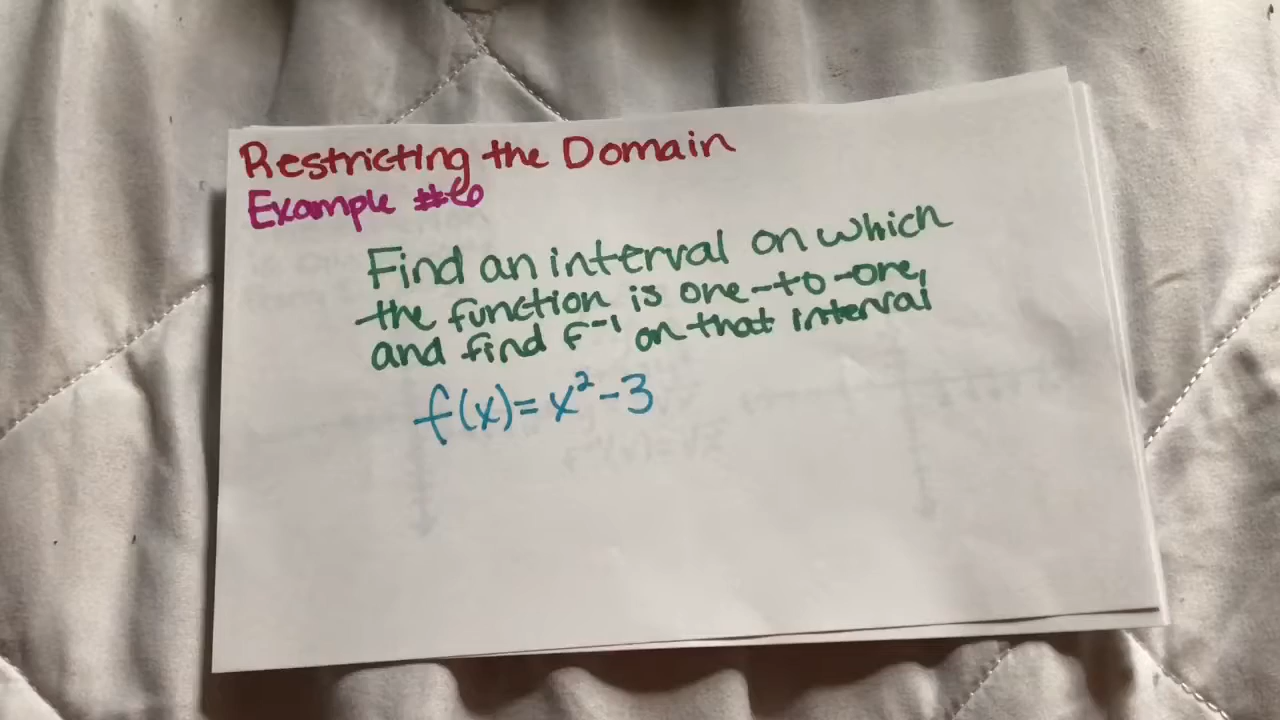 Restricting the Domain
Example #6
Find an interval on which
the function is one-to-one,
and find f⁻¹ on that interval
f(x)=x²-3